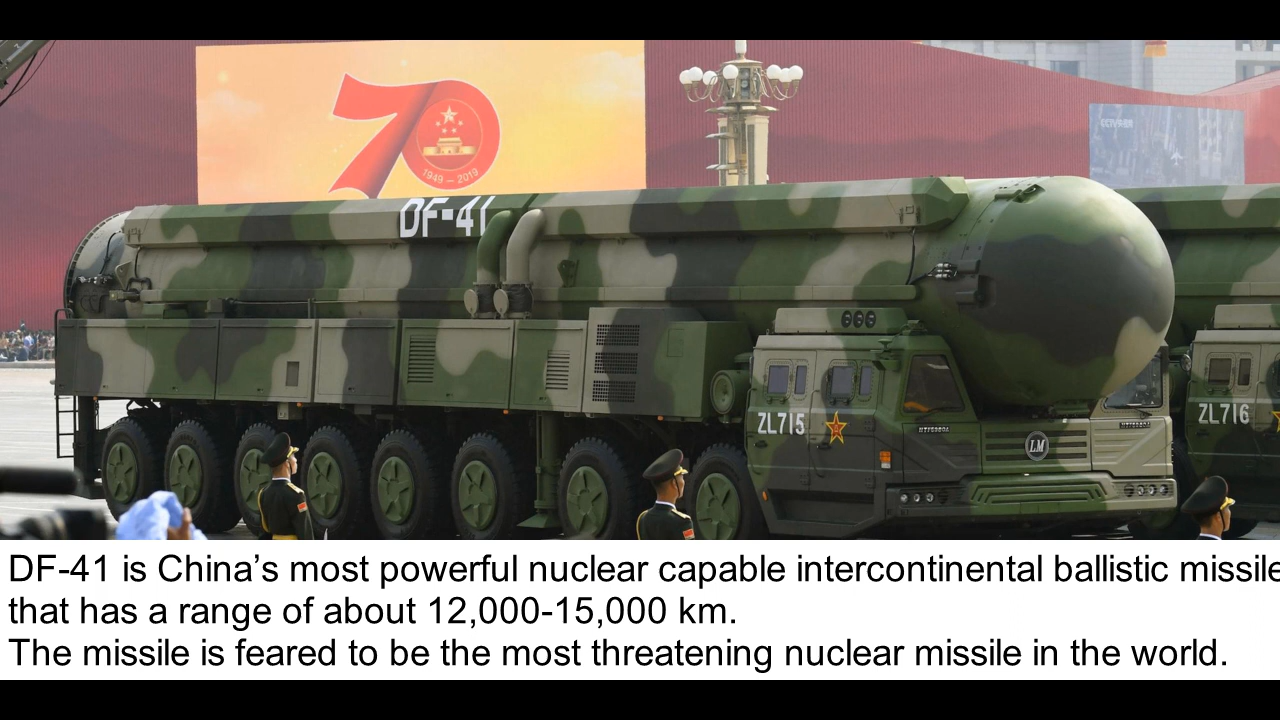 70
1949 — 2019
DF-41
ZL715
ZL716
LM
DF-41 is China’s most powerful nuclear capable intercontinental ballistic missile
that has a range of about 12,000-15,000 km.
The missile is feared to be the most threatening nuclear missile in the world.